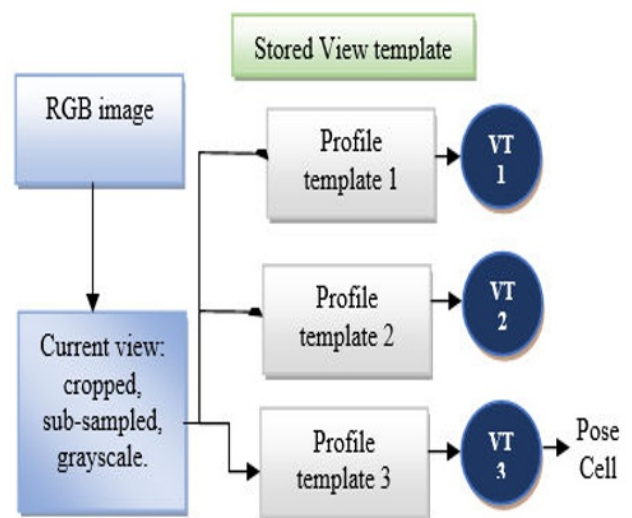 Stored View template
RGB image
Profile
template 1
VT
1
Profile
template 2
VT
2
Current view:
cropped,
sub-sampled,
grayscale.
Profile
template 3
VT
3
Pose
Cell